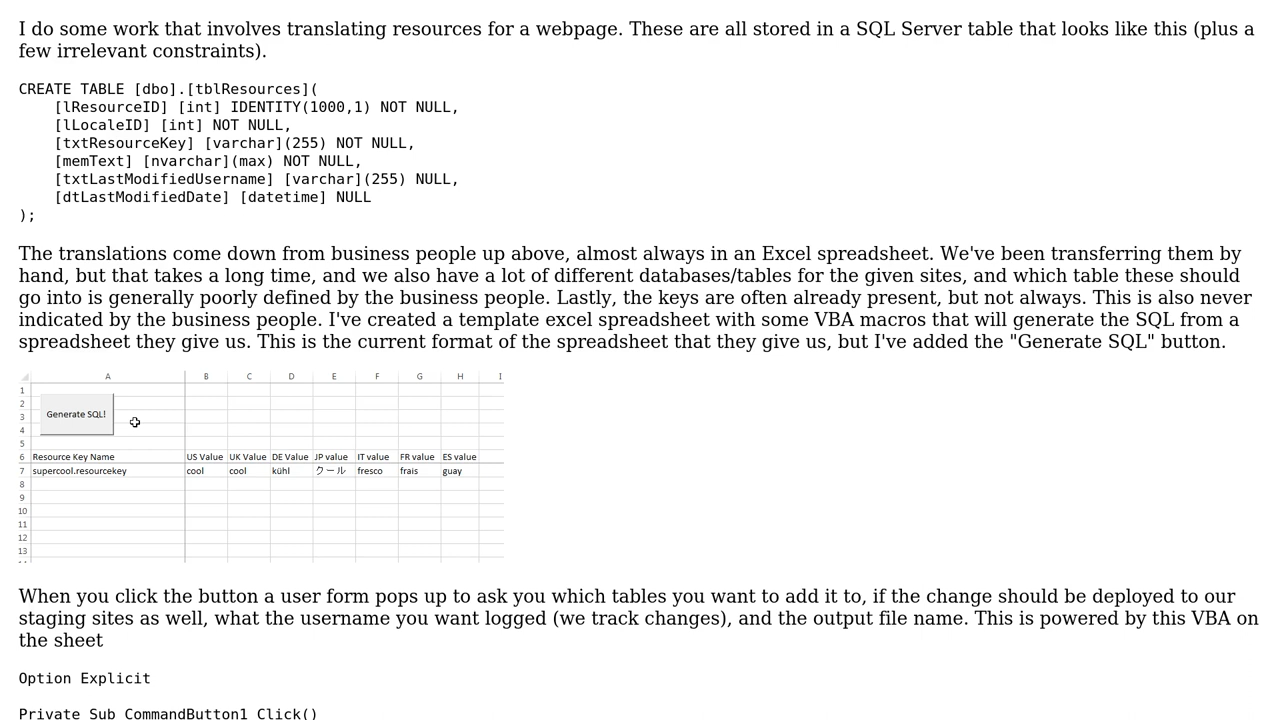 I do some work that involves translating resources for a webpage. These are all stored in a SQL Server table that looks like this (plus a
few irrelevant constraints).
CREATE TABLE [dbo].[tblResources](
    [lResourceID] [int] IDENTITY(1000,1) NOT NULL,
    [lLocaleID] [int] NOT NULL,
    [txtResourceKey] [varchar](255) NOT NULL,
    [memText] [nvarchar](max) NOT NULL,
    [txtLastModifiedUsername] [varchar](255) NULL,
    [dtLastModifiedDate] [datetime] NULL
);
The translations come down from business people up above, almost always in an Excel spreadsheet. We've been transferring them by
hand, but that takes a long time, and we also have a lot of different databases/tables for the given sites, and which table these should
go into is generally poorly defined by the business people. Lastly, the keys are often already present, but not always. This is also never
indicated by the business people. I've created a template excel spreadsheet with some VBA macros that will generate the SQL from a
spreadsheet they give us. This is the current format of the spreadsheet that they give us, but I've added the "Generate SQL" button.
A B C D E F G H I
1
2
3 Generate SQL!
4
5
6 Resource Key Name US Value UK Value DE Value JP value IT value FR value ES value
7 supercool.resourcekey cool cool kühl クール fresco frais guay
8
9
10
11
12
13
When you click the button a user form pops up to ask you which tables you want to add it to, if the change should be deployed to our
staging sites as well, what the username you want logged (we track changes), and the output file name. This is powered by this VBA on
the sheet
Option Explicit
Private Sub CommandButton1_Click()